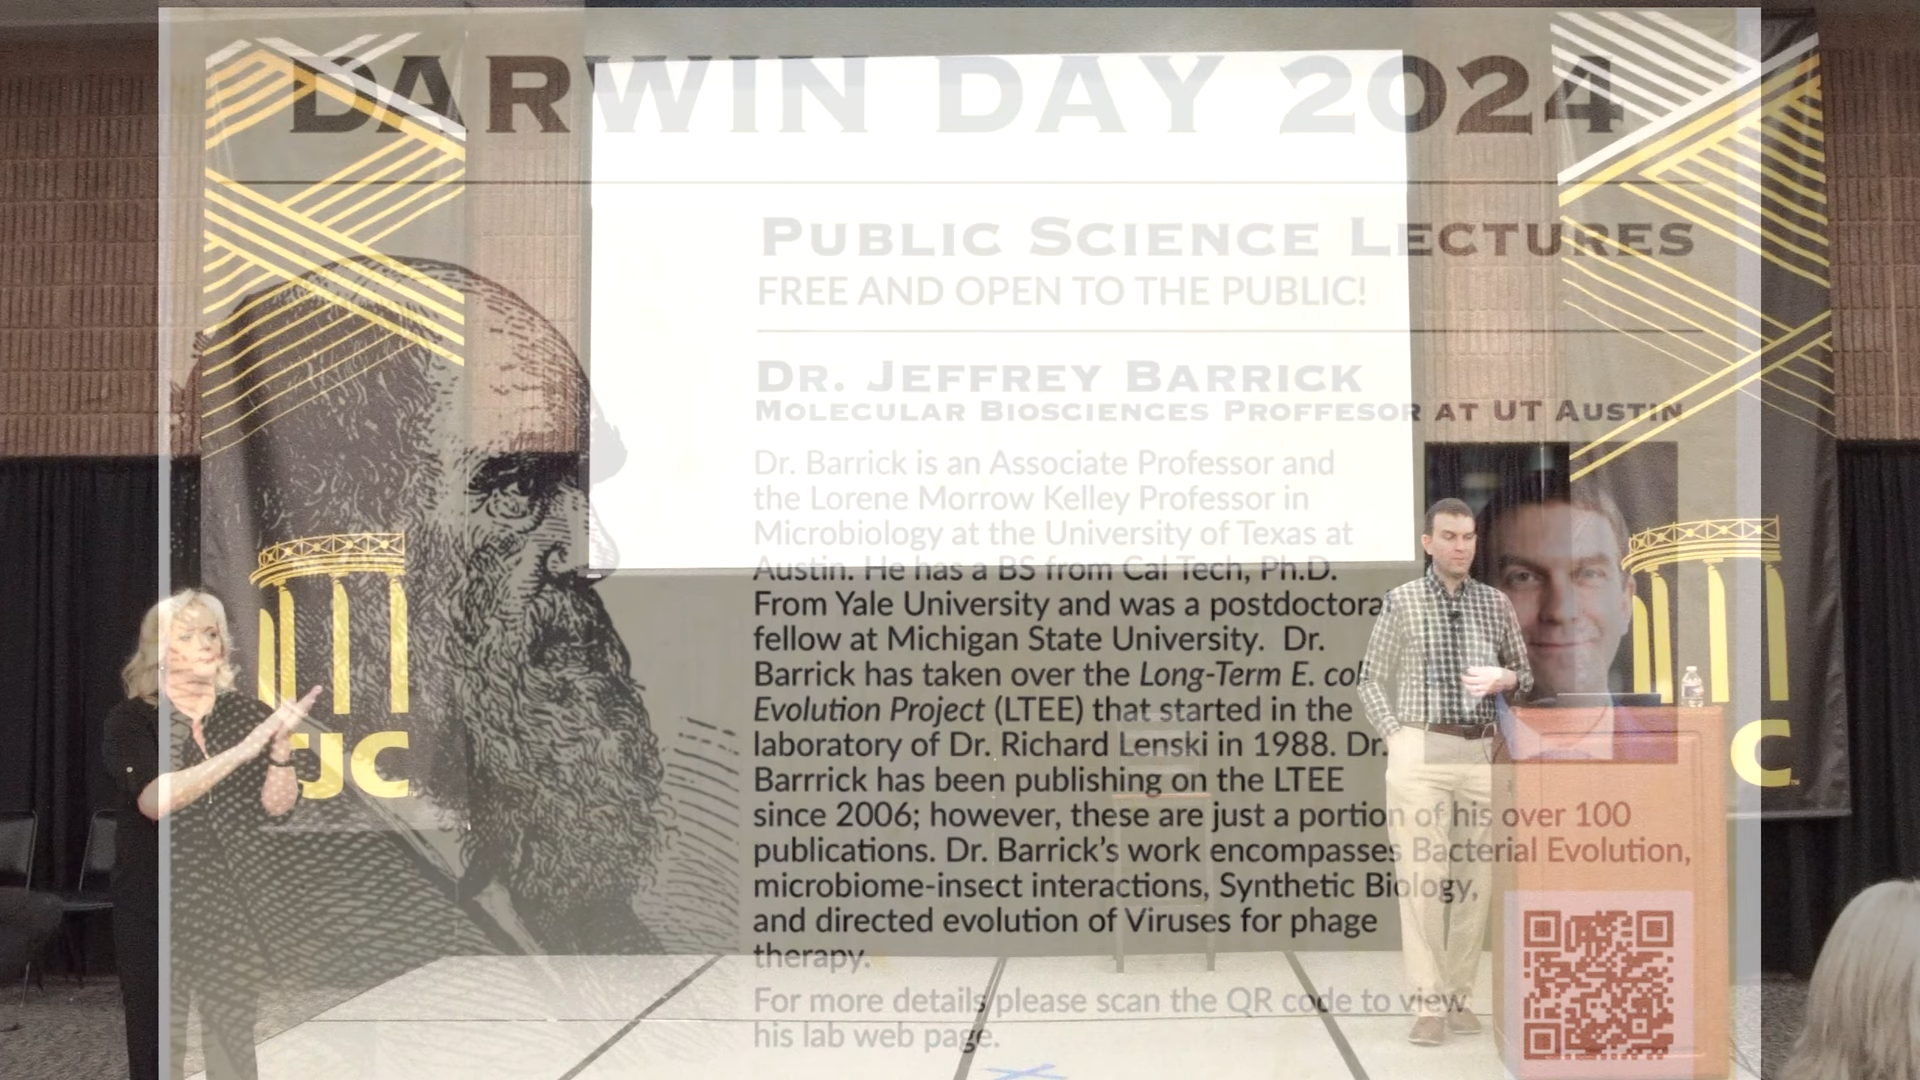 DARWIN DAY 2024
PUBLIC SCIENCE LECTURES
FREE AND OPEN TO THE PUBLIC!
DR. JEFFREY BARRICK
MOLECULAR BIOSCIENCES PROFFESOR AT UT AUSTIN
Dr. Barrick is an Associate Professor and
the Lorene Morrow Kelley Professor in
Microbiology at the University of Texas at
Austin. He has a BS from Cal Tech, Ph.D.
From Yale University and was a postdoctoral
fellow at Michigan State University. Dr.
Barrick has taken over the Long-Term E. coli
Evolution Project (LTEE) that started in the
laboratory of Dr. Richard Lenski in 1988. Dr.
Barrrick has been publishing on the LTEE
since 2006; however, these are just a portion of his over 100
publications. Dr. Barrick's work encompasses Bacterial Evolution,
microbiome-insect interactions, Synthetic Biology,
and directed evolution of Viruses for phage
therapy.
For more details please scan the QR code to view
his lab web page.
JC
C